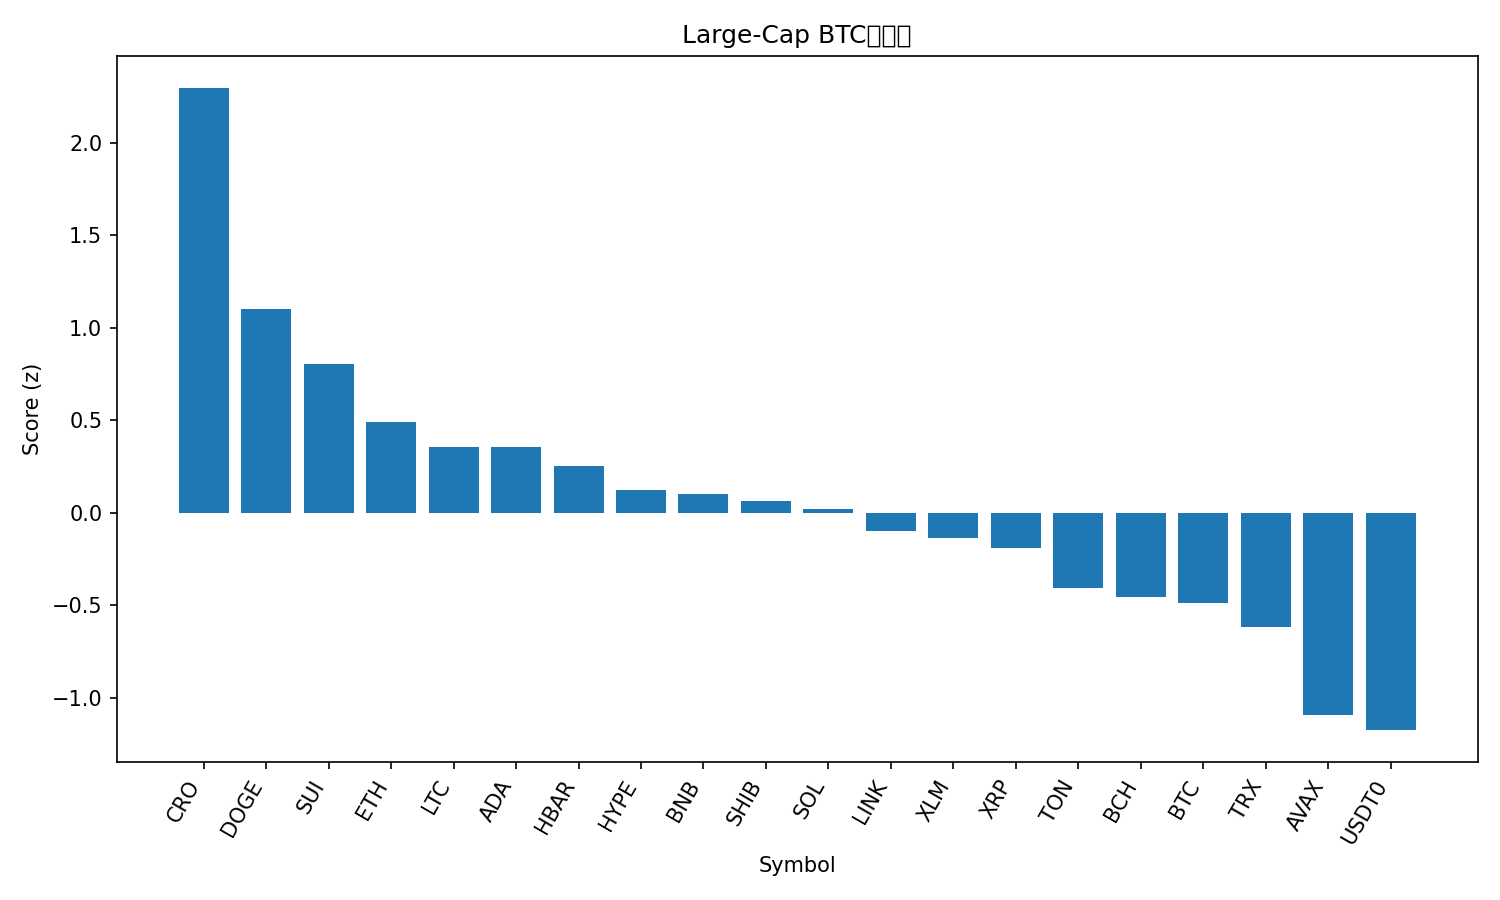 Large-Cap BTC
2.0
1.5
1.0
0.5
0.0
−0.5
−1.0
Score (z)
CRO
DOGE
SUI
ETH
LTC
ADA
HBAR
HYPE
BNB
SHIB
SOL
LINK
XLM
XRP
TON
BCH
BTC
TRX
AVAX
USDT0
Symbol